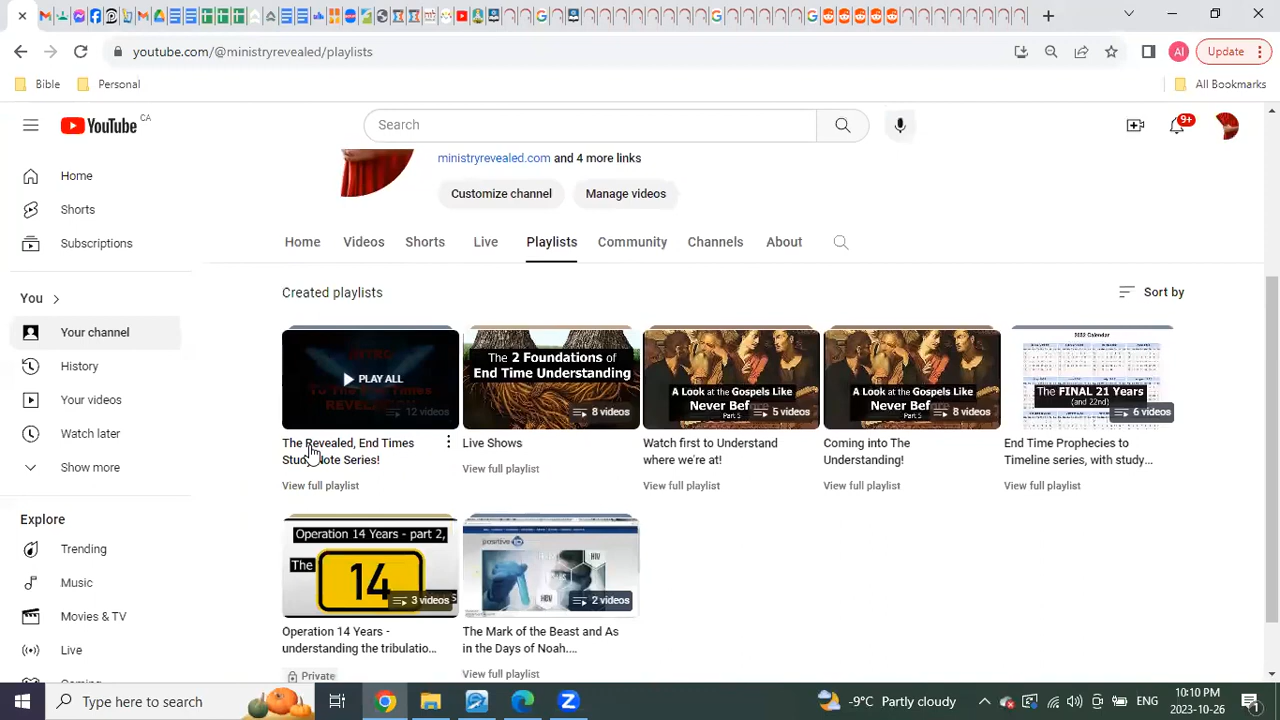 youtube.com/@ministryrevealed/playlists
AI
Update
Bible
Personal
All Bookmarks
YouTube
CA
Search
9+
ministryrevealed.com and 4 more links
Customize channel
Manage videos
Home
Shorts
Subscriptions
You
Your channel
History
Your videos
Watch later
Show more
Explore
Trending
Music
Movies & TV
Live
Home
Videos
Shorts
Live
Playlists
Community
Channels
About
Created playlists
Sort by
PLAY ALL
12 videos
The Revealed, End Times
Study Note Series!
View full playlist
The 2 Foundations of
End Time Understanding
8 videos
Live Shows
View full playlist
A Look at the Gospels Like
Never Bef
Part 5
5 videos
Watch first to Understand
where we're at!
View full playlist
A Look at the Gospels Like
Never Bef
Part 5
8 videos
Coming into The
Understanding!
View full playlist
The FINAL 21 Years
(and 22nd)
6 videos
End Time Prophecies to
Timeline series, with study...
View full playlist
Operation 14 Years - part 2,
The
14
3 videos
Operation 14 Years -
understanding the tribulatio...
Private
positive
HIV
HIV
2 videos
The Mark of the Beast and As
in the Days of Noah....
View full playlist
Type here to search
-9°C Partly cloudy
ENG
10:10 PM
2023-10-26